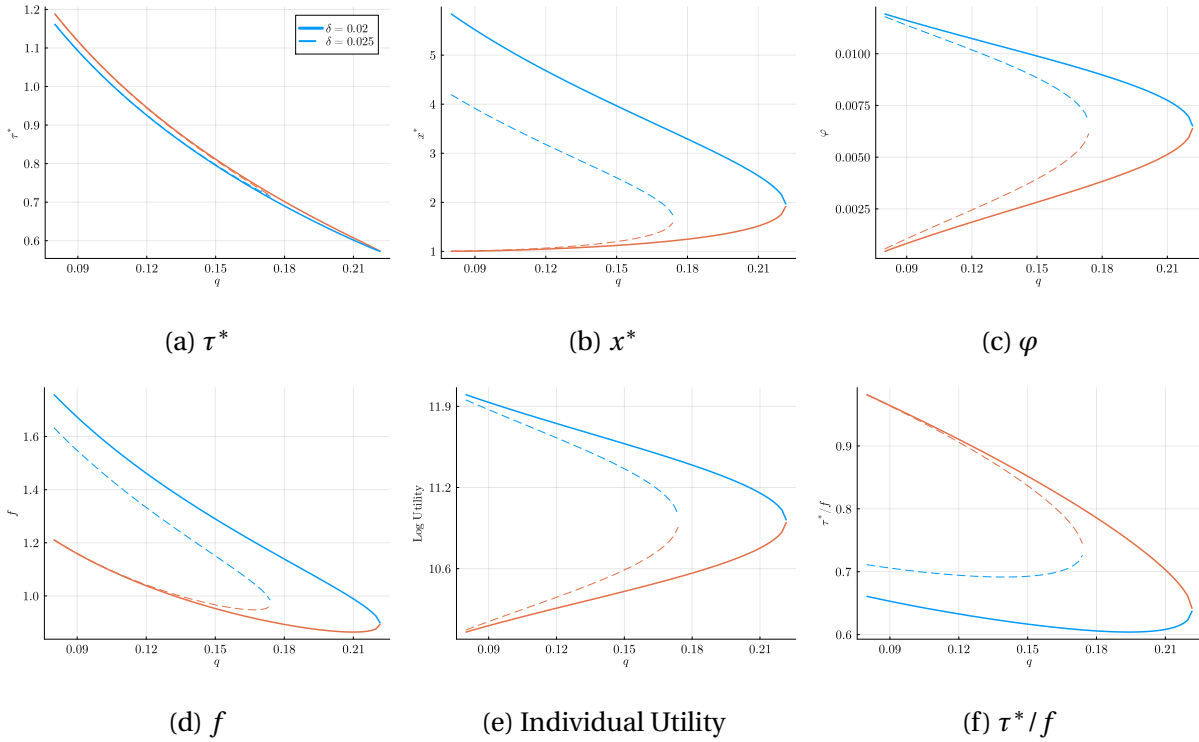 1.2
1.1
1.0
0.9
0.8
0.7
0.6
τ*
0.09 0.12 0.15 0.18 0.21
q
δ = 0.02
δ = 0.025
(a) τ*
5
4
3
2
1
x*
0.09 0.12 0.15 0.18 0.21
q
(b) x*
0.0100
0.0075
0.0050
0.0025
φ
0.09 0.12 0.15 0.18 0.21
q
(c) φ
1.6
1.4
1.2
1.0
f
0.09 0.12 0.15 0.18 0.21
q
(d) f
11.9
11.2
10.6
Log Utility
0.09 0.12 0.15 0.18 0.21
q
(e) Individual Utility
0.9
0.8
0.7
0.6
τ*/f
0.09 0.12 0.15 0.18 0.21
q
(f) τ*/f